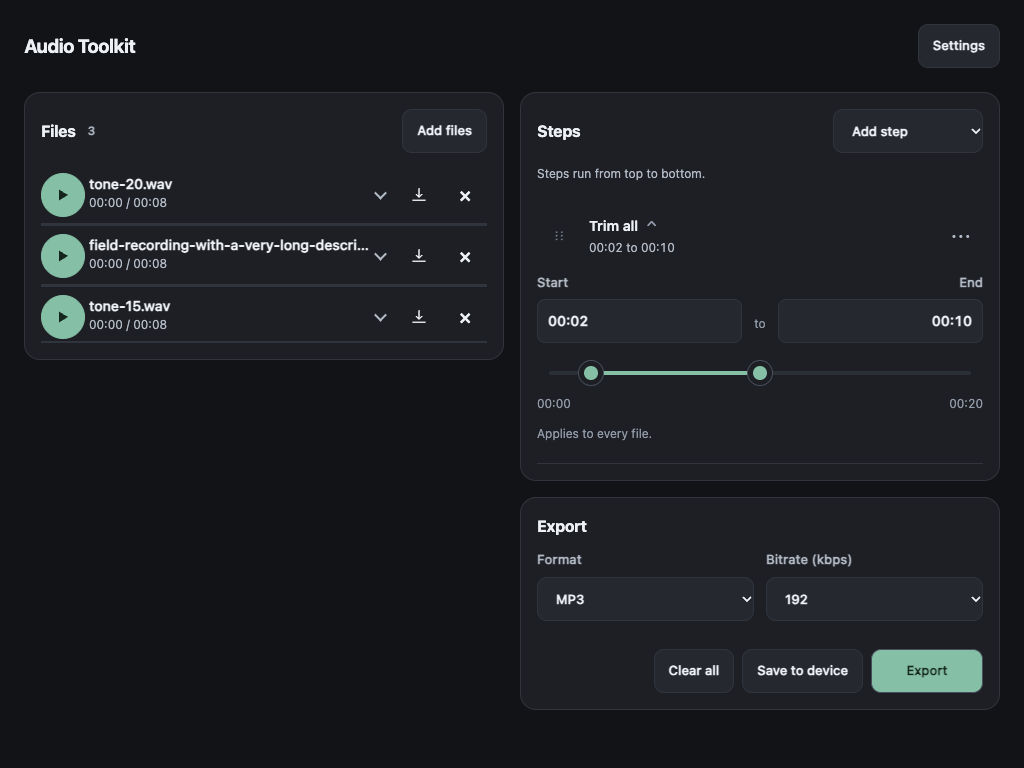 Audio Toolkit
Settings
Files 3
Add files
tone-20.wav
00:00 / 00:08
field-recording-with-a-very-long-descri...
00:00 / 00:08
tone-15.wav
00:00 / 00:08
Steps
Add step
Steps run from top to bottom.
Trim all
00:02 to 00:10
Start
End
00:02
to
00:10
00:00
00:20
Applies to every file.
Export
Format
Bitrate (kbps)
MP3
192
Clear all
Save to device
Export